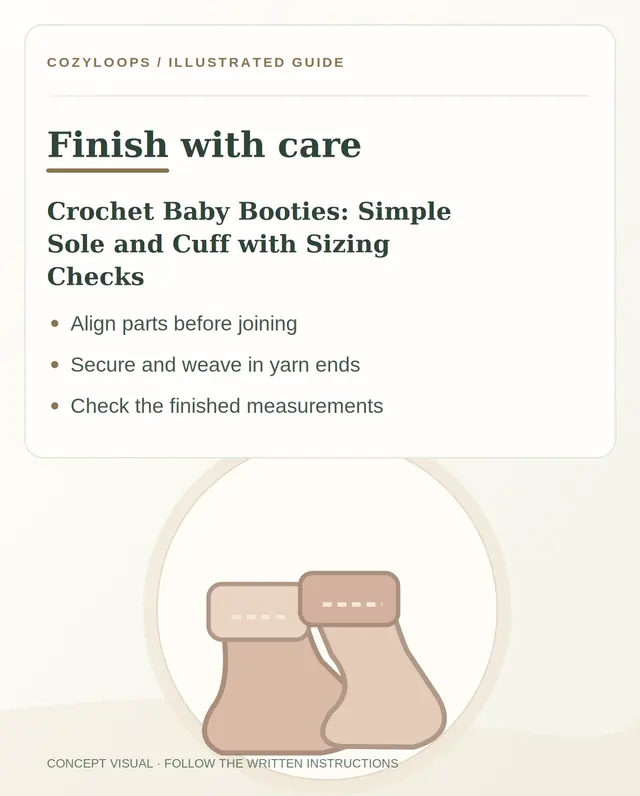 COZYLOOPS / ILLUSTRATED GUIDE
Finish with care
Crochet Baby Booties: Simple
Sole and Cuff with Sizing
Checks
• Align parts before joining
• Secure and weave in yarn ends
• Check the finished measurements
CONCEPT VISUAL · FOLLOW THE WRITTEN INSTRUCTIONS